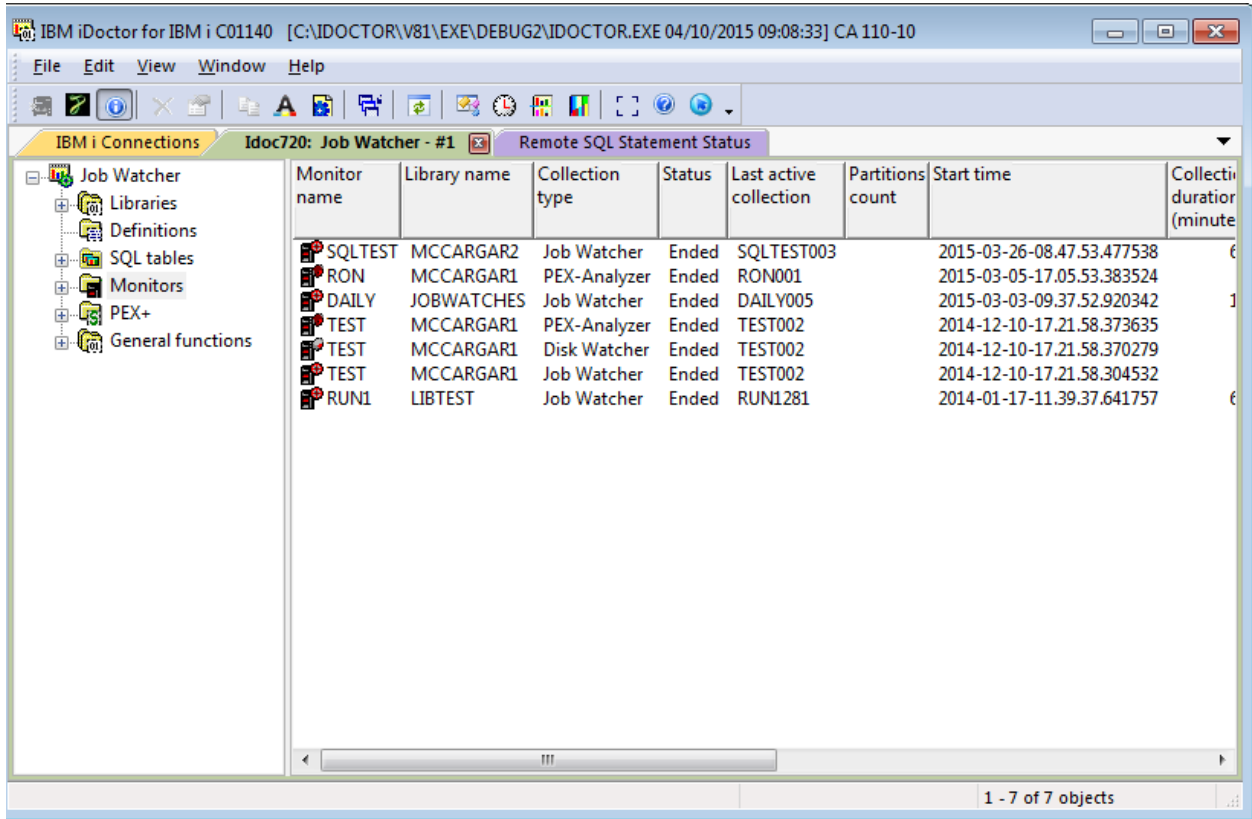 IBM iDoctor for IBM i C01140 [C:\IDOCTOR\V81\EXE\DEBUG2\IDOCTOR.EXE 04/10/2015 09:08:33] CA 110-10
File Edit View Window Help
IBM i Connections Idoc720: Job Watcher - #1 Remote SQL Statement Status
Job Watcher
Libraries
Definitions
SQL tables
Monitors
PEX+
General functions
Monitor name Library name Collection type Status Last active collection Partitions count Start time Collectio duration (minute
SQLTEST MCCARGAR2 Job Watcher Ended SQLTEST003 2015-03-26-08.47.53.477538 6
RON MCCARGAR1 PEX-Analyzer Ended RON001 2015-03-05-17.05.53.383524
DAILY JOBWATCHES Job Watcher Ended DAILY005 2015-03-03-09.37.52.920342 1
TEST MCCARGAR1 PEX-Analyzer Ended TEST002 2014-12-10-17.21.58.373635
TEST MCCARGAR1 Disk Watcher Ended TEST002 2014-12-10-17.21.58.370279
TEST MCCARGAR1 Job Watcher Ended TEST002 2014-12-10-17.21.58.304532
RUN1 LIBTEST Job Watcher Ended RUN1281 2014-01-17-11.39.37.641757 6
1 - 7 of 7 objects